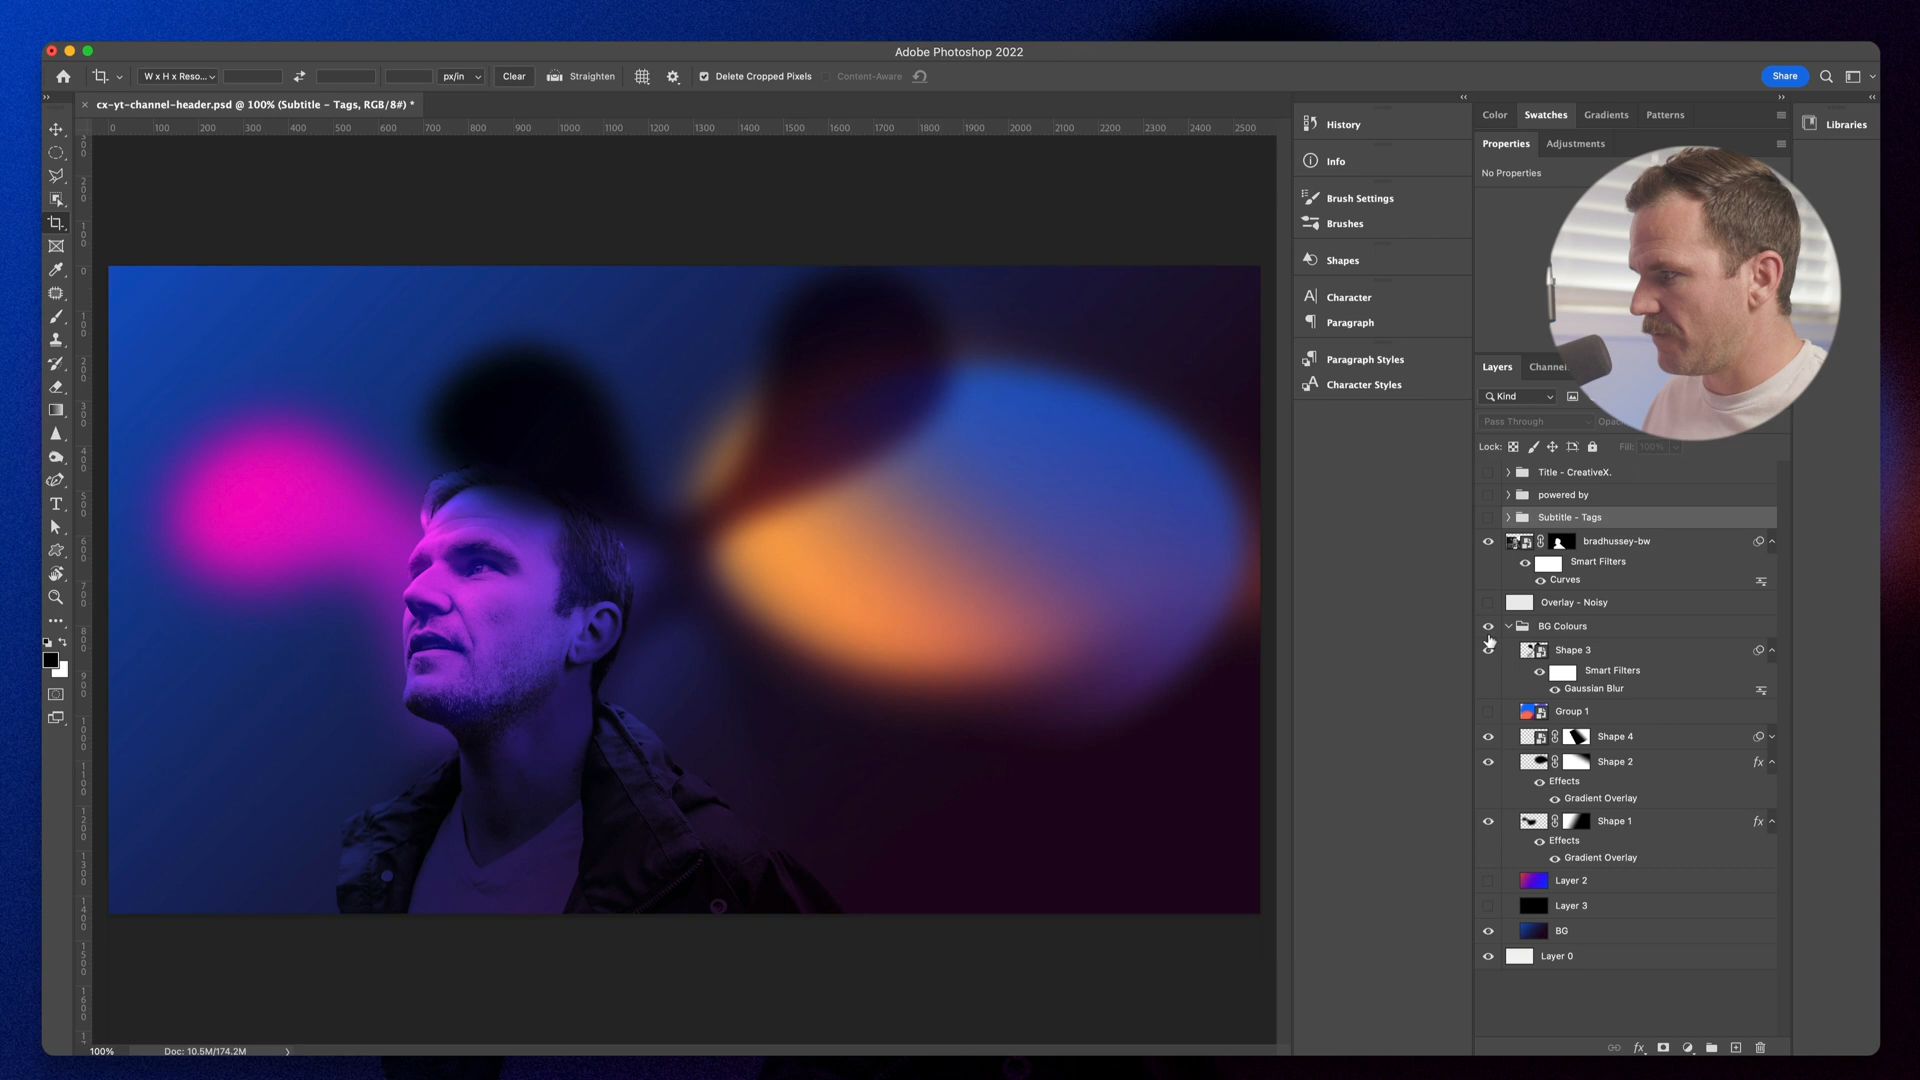 Adobe Photoshop 2022
W x H x Reso...
px/in
Clear
Straighten
Delete Cropped Pixels
Content-Aware
Share
cx-yt-channel-header.psd @ 100% (Subtitle - Tags, RGB/8#) *
0 100 200 300 400 500 600 700 800 900 1000 1100 1200 1300 1400 1500 1600 1700 1800 1900 2000 2100 2200 2300 2400 2500
History
Info
Brush Settings
Brushes
Shapes
Character
Paragraph
Paragraph Styles
Character Styles
Color Swatches Gradients Patterns
Libraries
Properties Adjustments
No Properties
Layers Channel
Kind
Pass Through
Lock:
Fill: 100%
Title - CreativeX.
powered by
Subtitle - Tags
bradhussey-bw
Smart Filters
Curves
Overlay - Noisy
BG Colours
Shape 3
Smart Filters
Gaussian Blur
Group 1
Shape 4
Shape 2
fx
Effects
Gradient Overlay
Shape 1
fx
Effects
Gradient Overlay
Layer 2
Layer 3
BG
Layer 0
fx
100%
Doc: 10.5M/174.2M